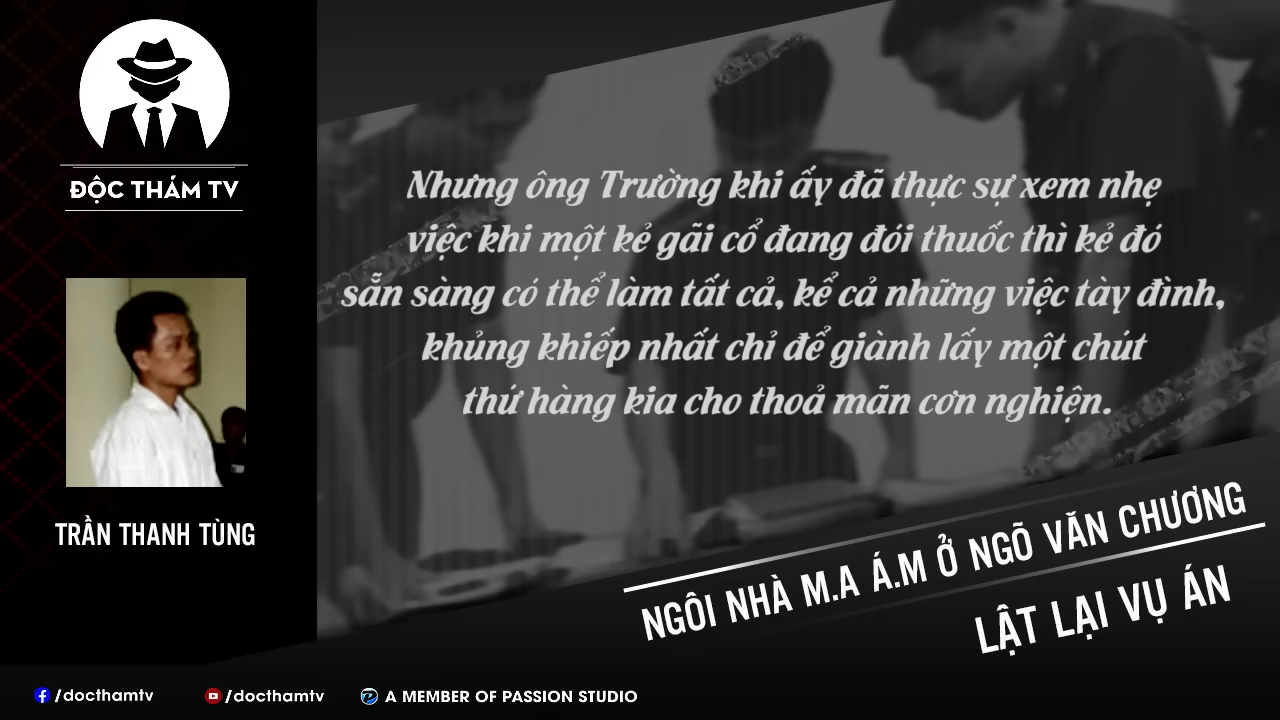 ĐỘC THÁM TV
TRẦN THANH TÙNG
Nhưng ông Trường khi ấy đã thực sự xem nhẹ
việc khi một kẻ gãi cổ đang đói thuốc thì kẻ đó
sẵn sàng có thể làm tất cả, kể cả những việc tày đình,
khủng khiếp nhất chỉ để giành lấy một chút
thứ hàng kia cho thoả mãn cơn nghiện.
NGÔI NHÀ M.A Á.M Ở NGÕ VĂN CHƯƠNG
LẬT LẠI VỤ ÁN
/docthamtv
/docthamtv
A MEMBER OF PASSION STUDIO